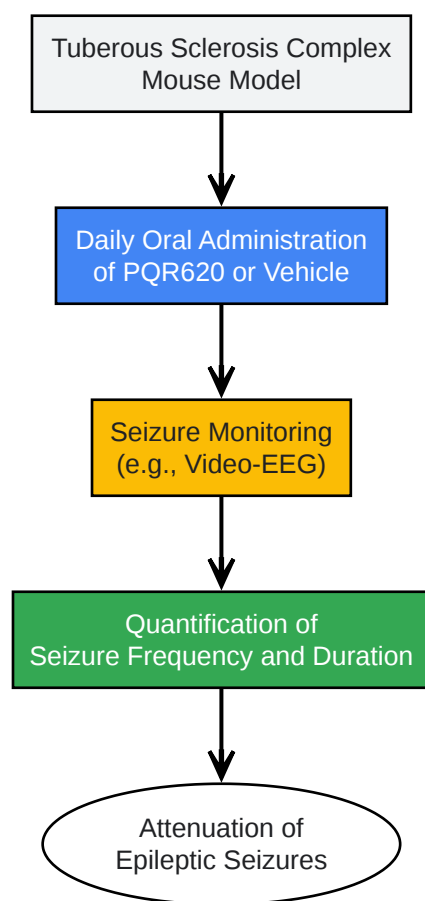 Tuberous Sclerosis Complex
Mouse Model
Daily Oral Administration
of PQR620 or Vehicle
Seizure Monitoring
(e.g., Video-EEG)
Quantification of
Seizure Frequency and Duration
Attenuation of
Epileptic Seizures